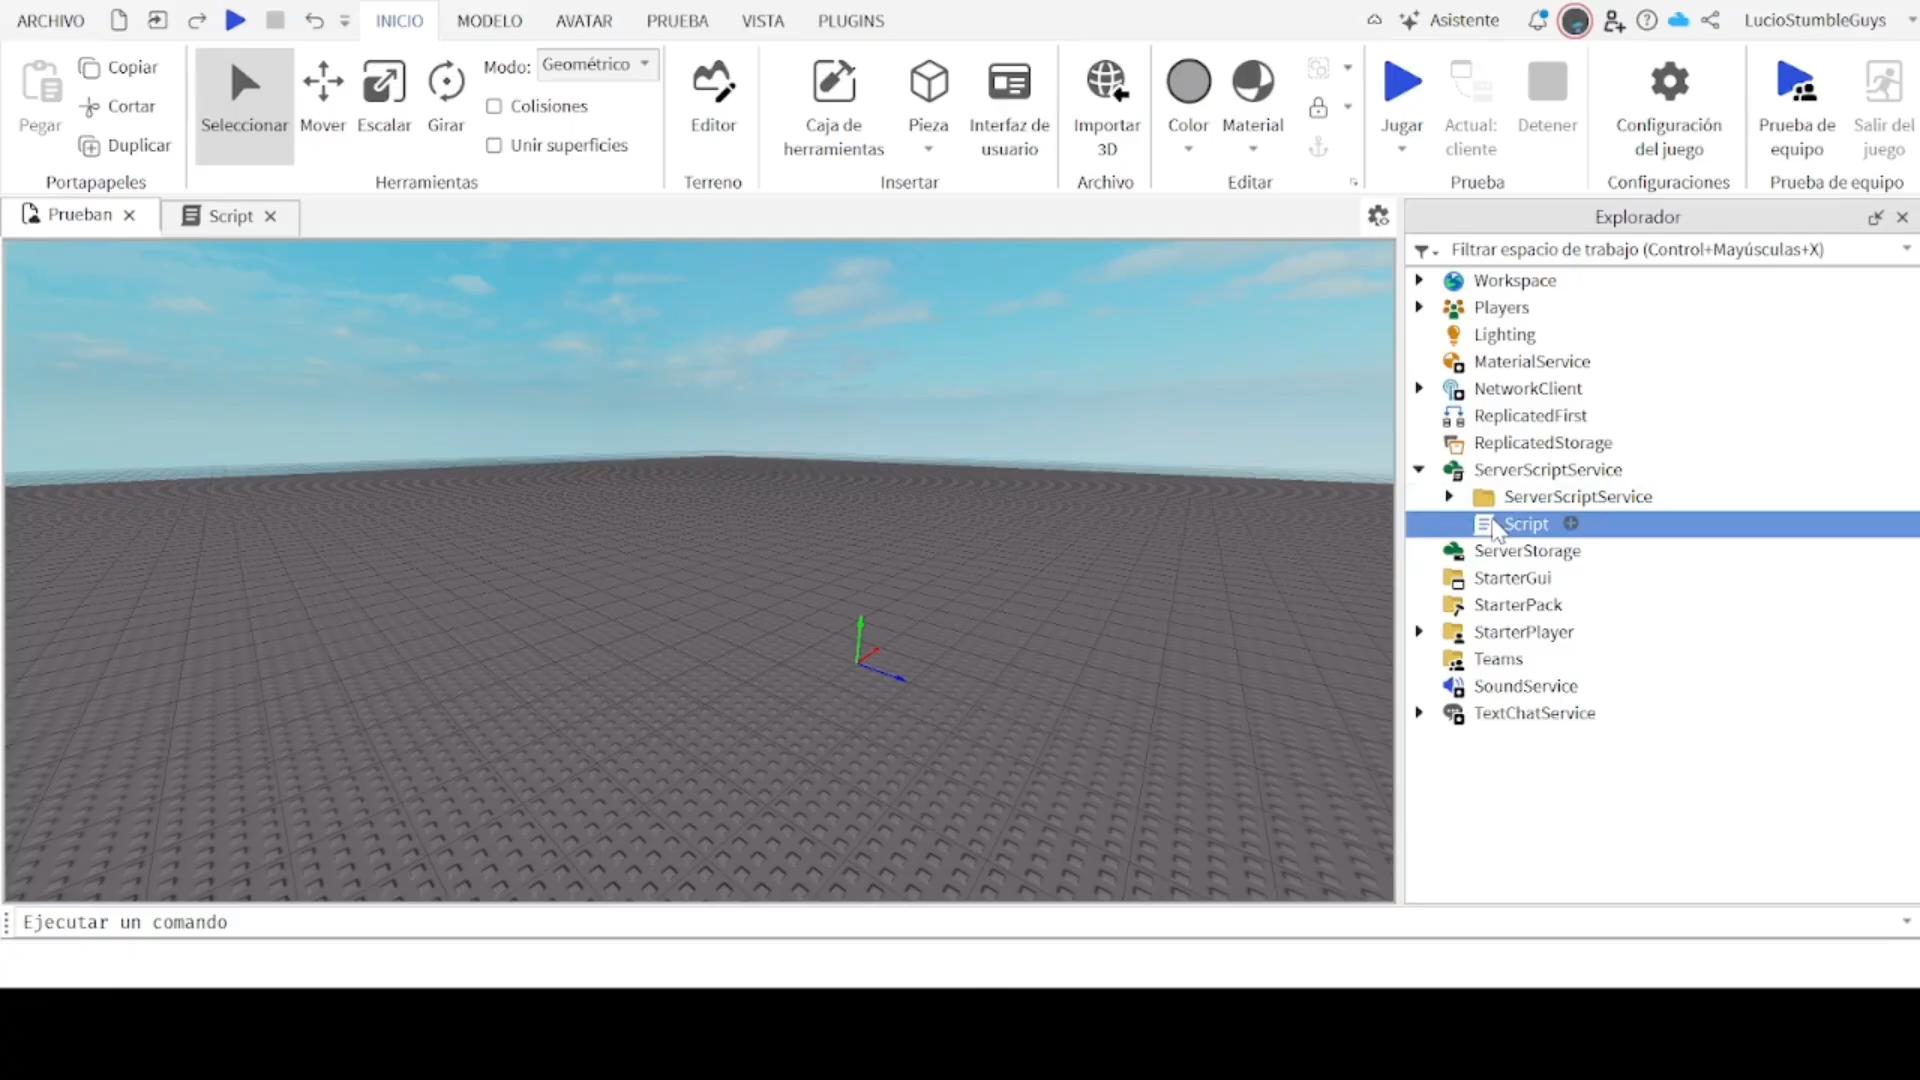 ARCHIVO
INICIO
MODELO
AVATAR
PRUEBA
VISTA
PLUGINS
Asistente
LucioStumbleGuys
Pegar
Copiar
Cortar
Duplicar
Portapapeles
Seleccionar
Mover
Escalar
Girar
Modo: Geométrico
Colisiones
Unir superficies
Herramientas
Editor
Terreno
Caja de
herramientas
Pieza
Interfaz de
usuario
Insertar
Importar
3D
Archivo
Color
Material
Editar
Jugar
Actual:
cliente
Detener
Prueba
Configuración
del juego
Configuraciones
Prueba de
equipo
Salir del
juego
Prueba de equipo
Prueban
Script
Explorador
Filtrar espacio de trabajo (Control+Mayúsculas+X)
Workspace
Players
Lighting
MaterialService
NetworkClient
ReplicatedFirst
ReplicatedStorage
ServerScriptService
ServerScriptService
Script
ServerStorage
StarterGui
StarterPack
StarterPlayer
Teams
SoundService
TextChatService
Ejecutar un comando